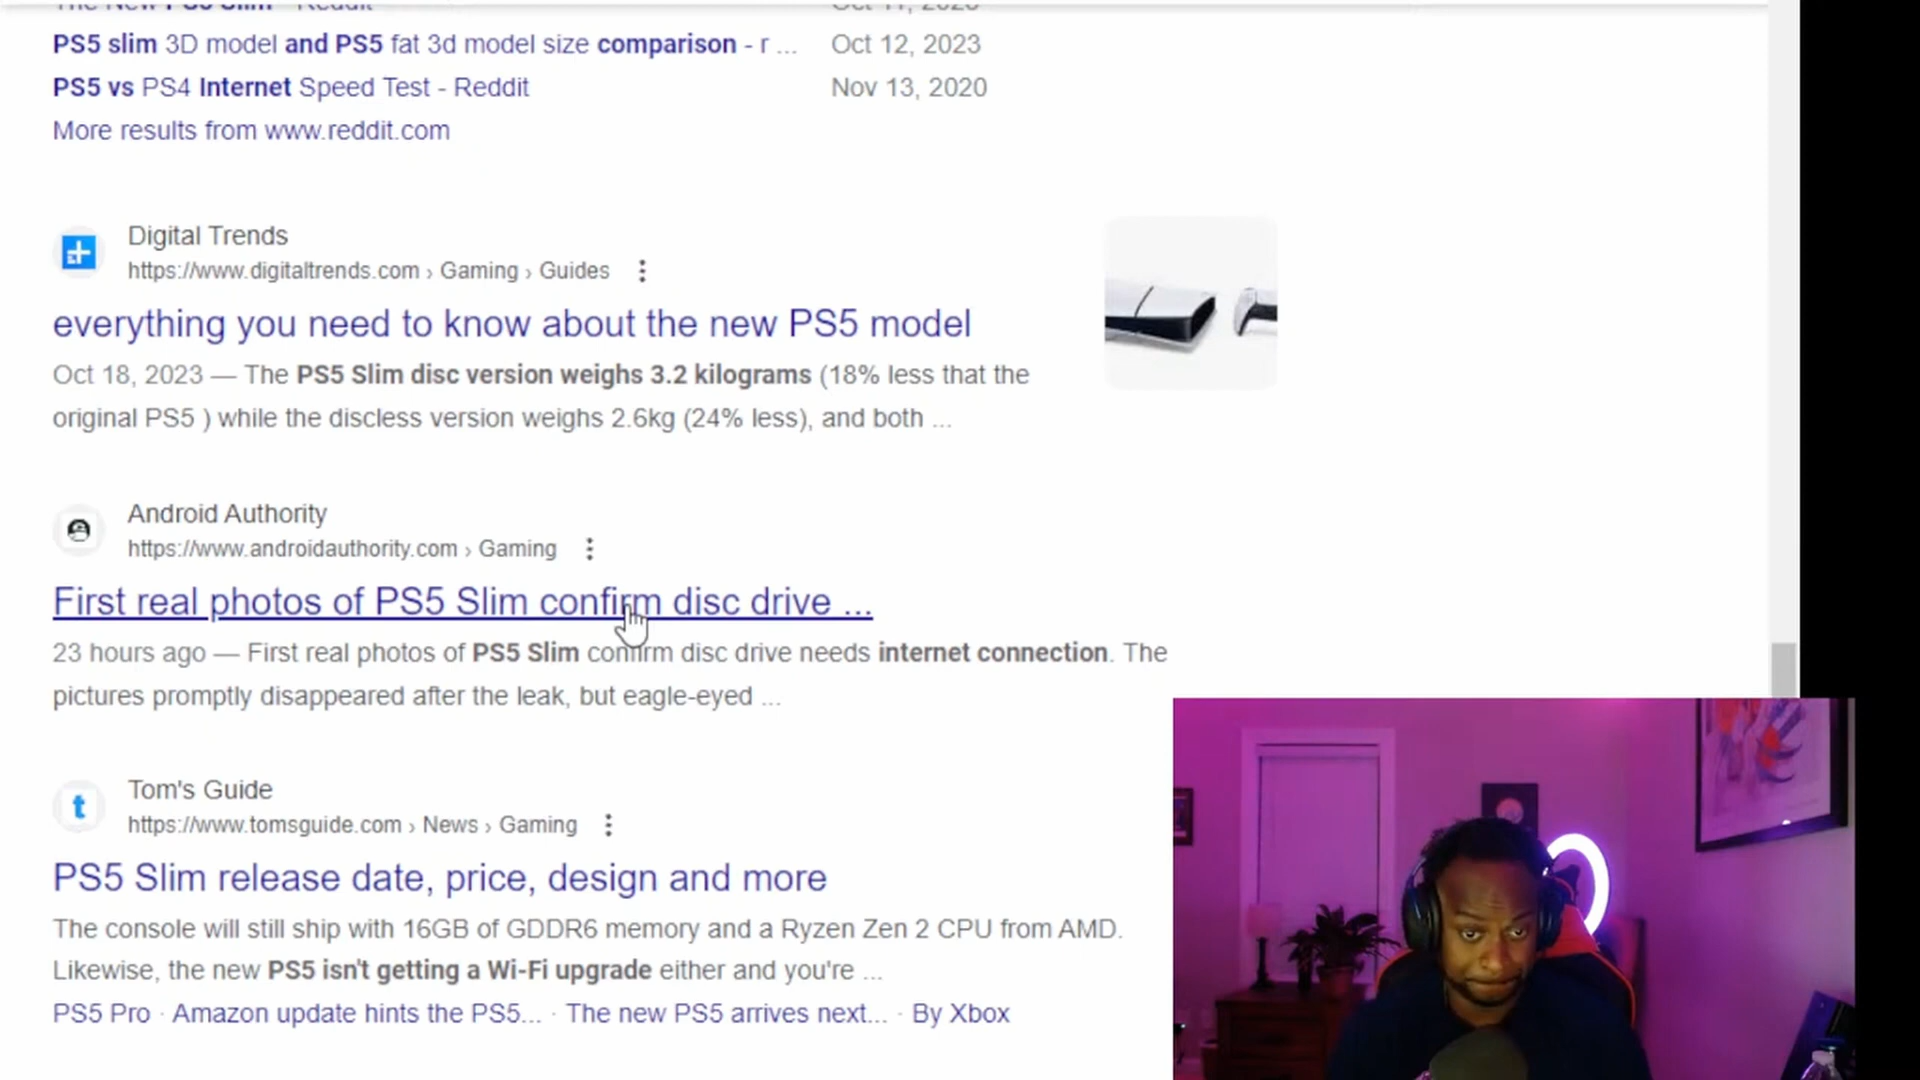 The New PS5 Slim - Reddit
Oct 11, 2023
PS5 slim 3D model and PS5 fat 3d model size comparison - r ...
Oct 12, 2023
PS5 vs PS4 Internet Speed Test - Reddit
Nov 13, 2020
More results from www.reddit.com
Digital Trends
https://www.digitaltrends.com › Gaming › Guides
everything you need to know about the new PS5 model
Oct 18, 2023 — The PS5 Slim disc version weighs 3.2 kilograms (18% less that the
original PS5 ) while the discless version weighs 2.6kg (24% less), and both ...
Android Authority
https://www.androidauthority.com › Gaming
First real photos of PS5 Slim confirm disc drive ...
23 hours ago — First real photos of PS5 Slim confirm disc drive needs internet connection. The
pictures promptly disappeared after the leak, but eagle-eyed ...
t
Tom's Guide
https://www.tomsguide.com › News › Gaming
PS5 Slim release date, price, design and more
The console will still ship with 16GB of GDDR6 memory and a Ryzen Zen 2 CPU from AMD.
Likewise, the new PS5 isn't getting a Wi-Fi upgrade either and you're ...
PS5 Pro · Amazon update hints the PS5... · The new PS5 arrives next... · By Xbox